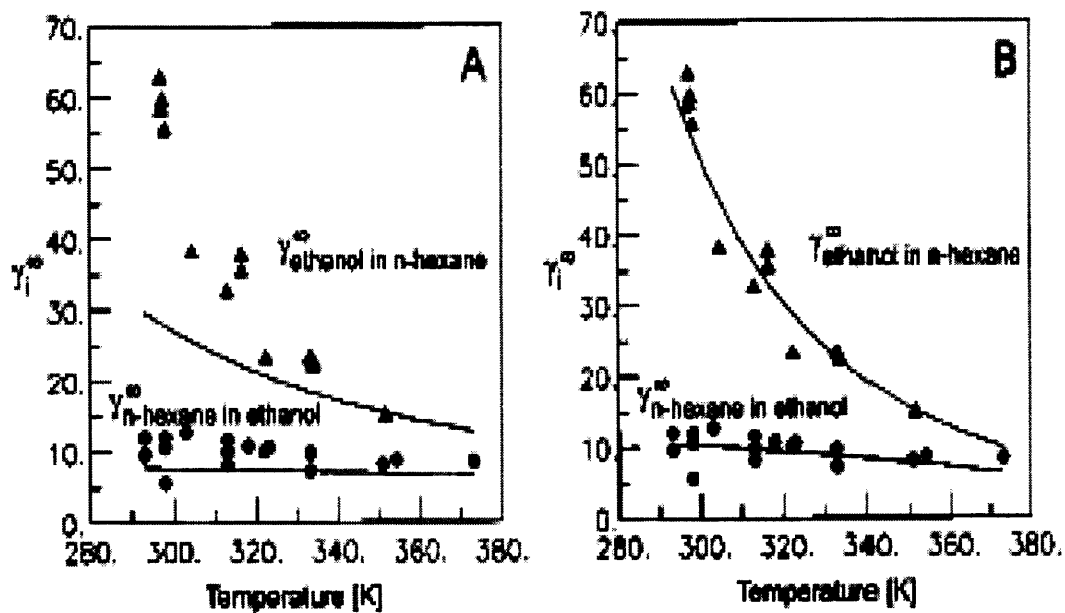 70.
60.
50.
40.
30.
20.
10.
0.
280. 300. 320. 340. 360. 380.
Temperature [K]
γi∞
A
γ∞ ethanol in n-hexane
γ∞ n-hexane in ethanol
70.
60.
50.
40.
30.
20.
10.
0.
280. 300. 320. 340. 360. 380.
Temperature [K]
γi∞
B
γ∞ ethanol in n-hexane
γ∞ n-hexane in ethanol